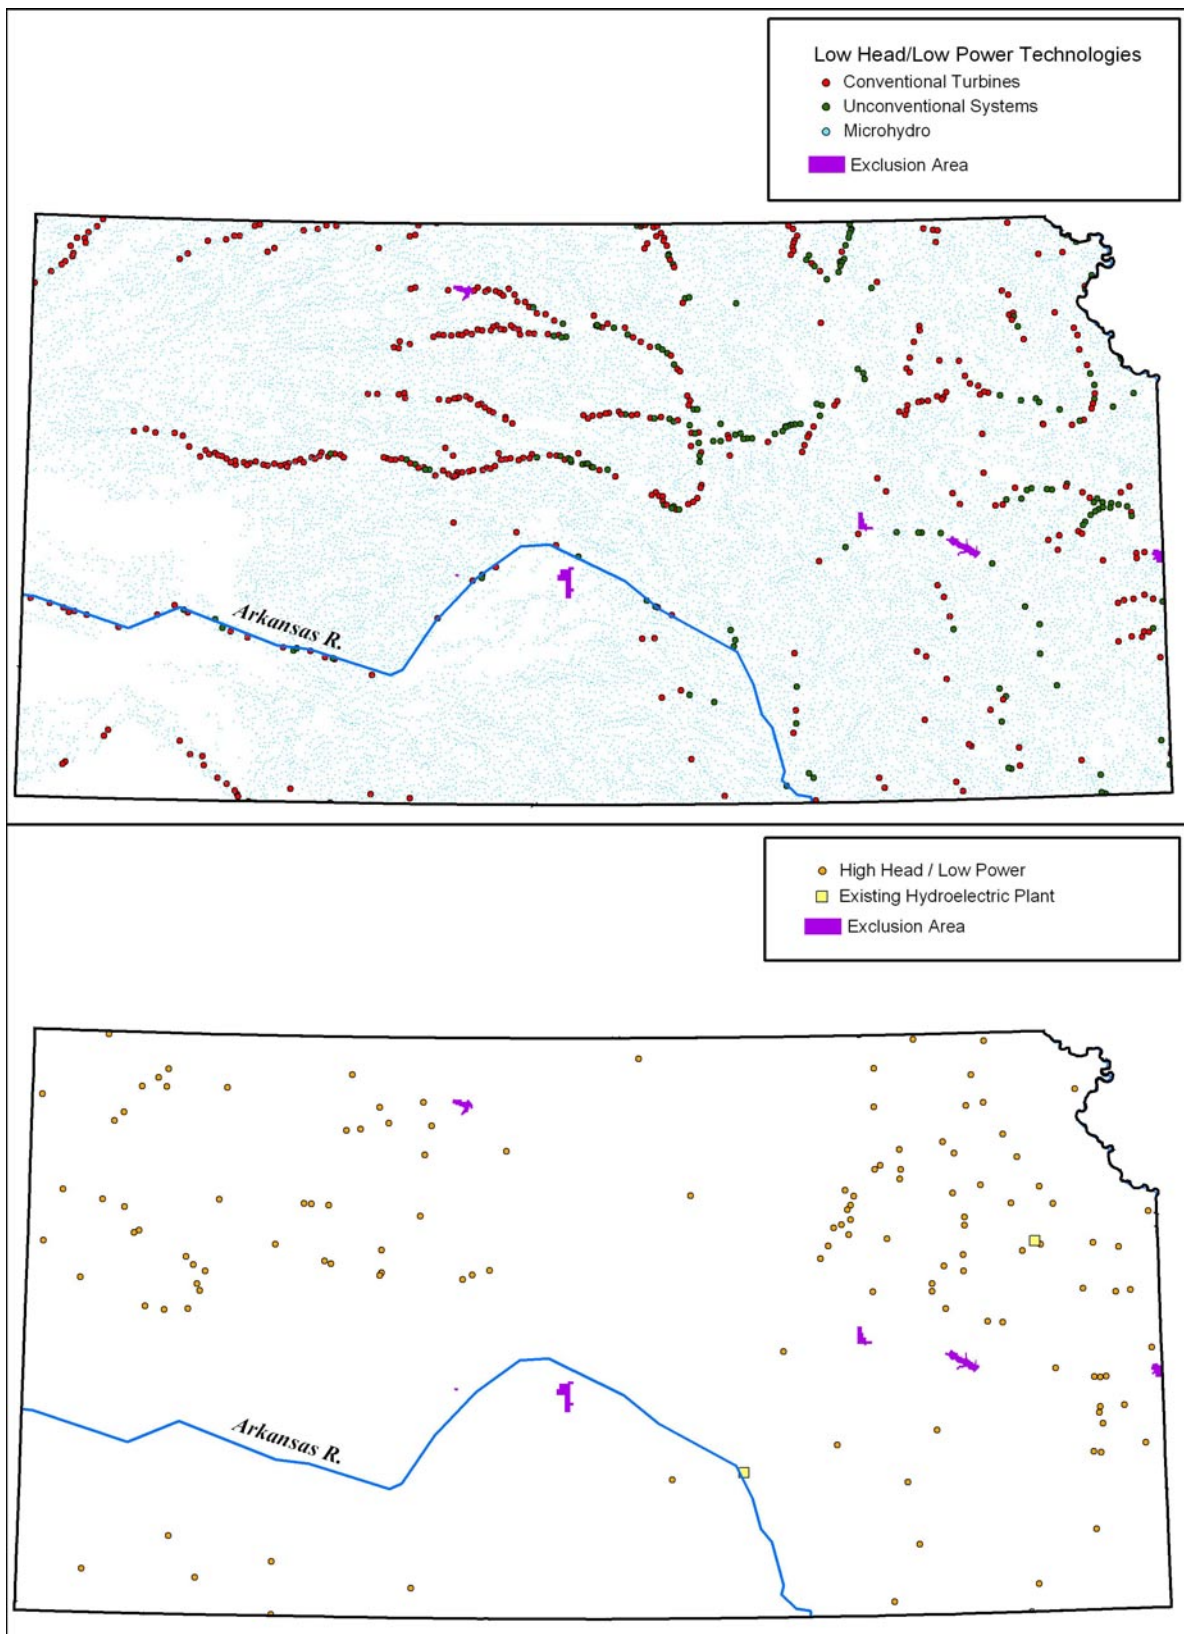 Low Head/Low Power Technologies
Conventional Turbines
Unconventional Systems
Microhydro
Exclusion Area
Arkansas R.
High Head / Low Power
Existing Hydroelectric Plant
Exclusion Area
Arkansas R.